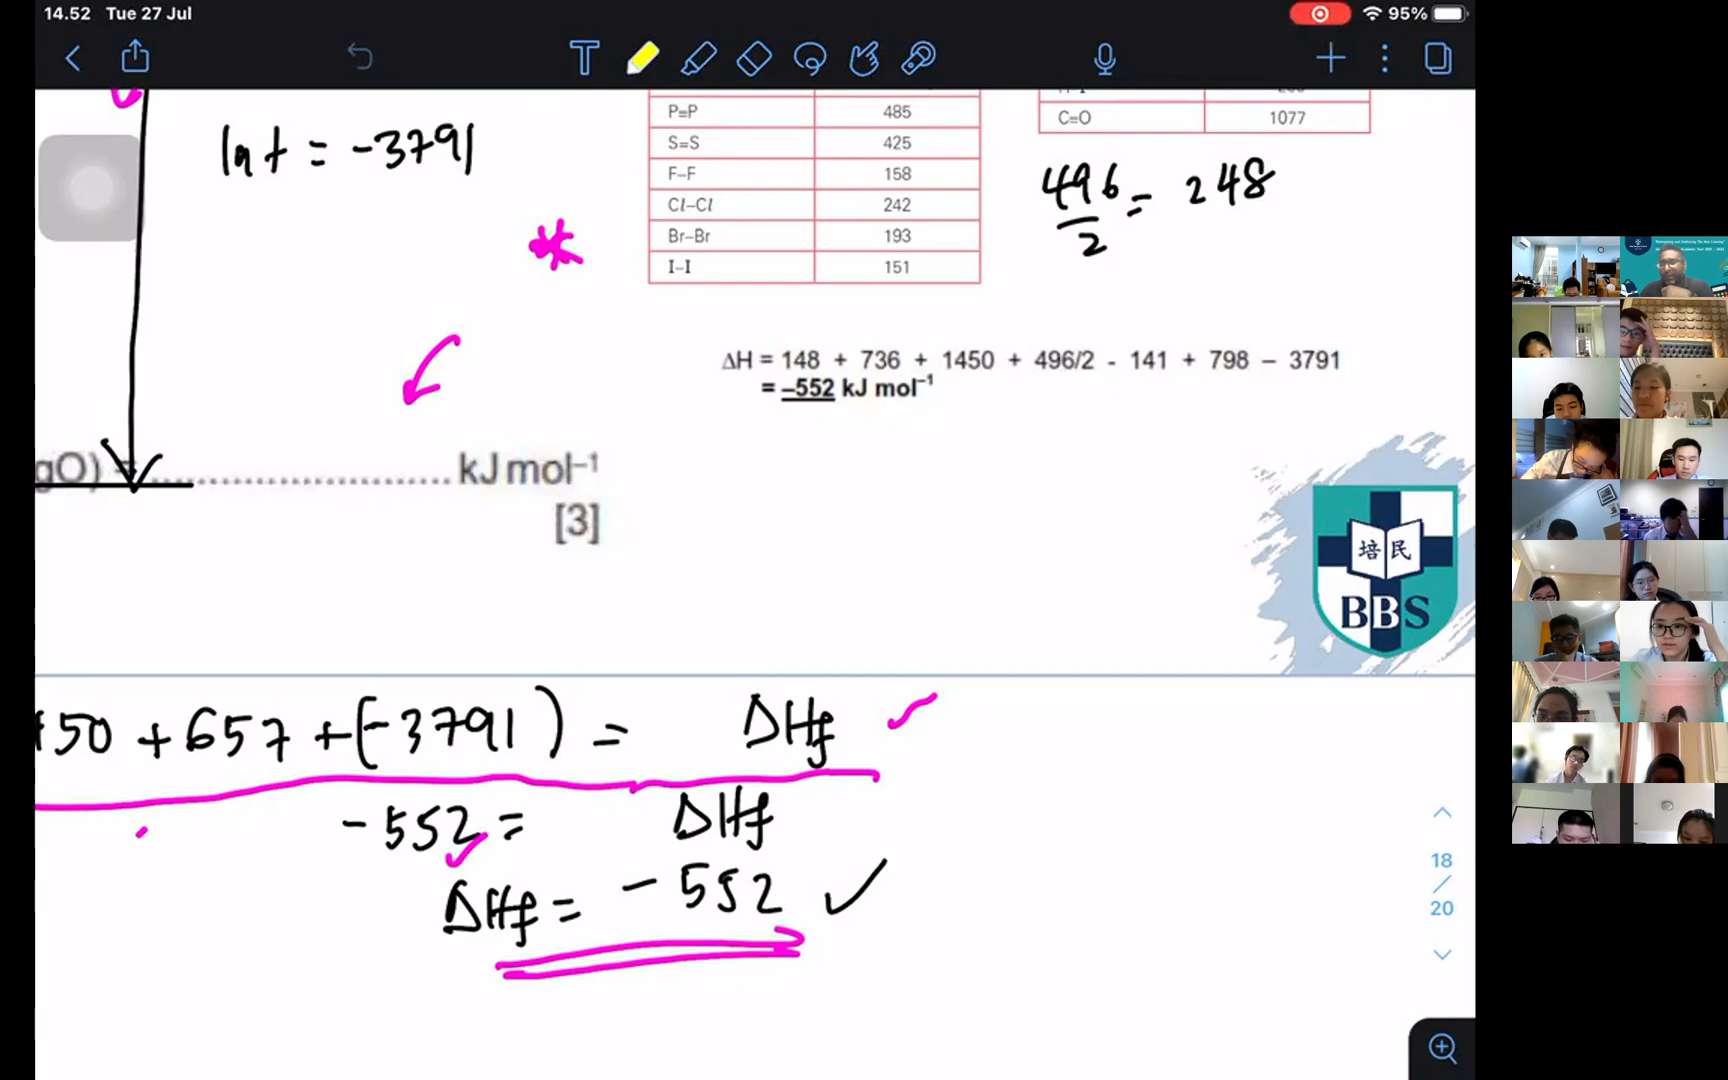 14.52 Tue 27 Jul
95%
lat = -3791
P≡P 485
S=S 425
F–F 158
Cl–Cl 242
Br–Br 193
I–I 151
C≡O 1077
496/2 = 248
ΔH = 148 + 736 + 1450 + 496/2 - 141 + 798 – 3791
= –552 kJ mol⁻¹
gO) = .............................. kJ mol⁻¹
[3]
培民
BBS
50 + 657 + (-3791) = ΔHf ✓
-552 = ΔHf
ΔHf = -552 ✓
18
/
20